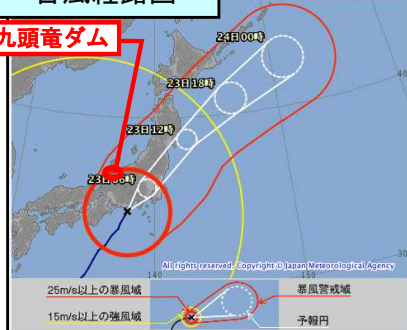 台風経路図
九頭竜ダム
24日00時
23日18時
23日12時
23日06時
40
30
140
150
All rights reserved. Copyright © Japan Meteorological Agency
25m/s以上の暴風域
暴風警戒域
15m/s以上の強風域
予報円